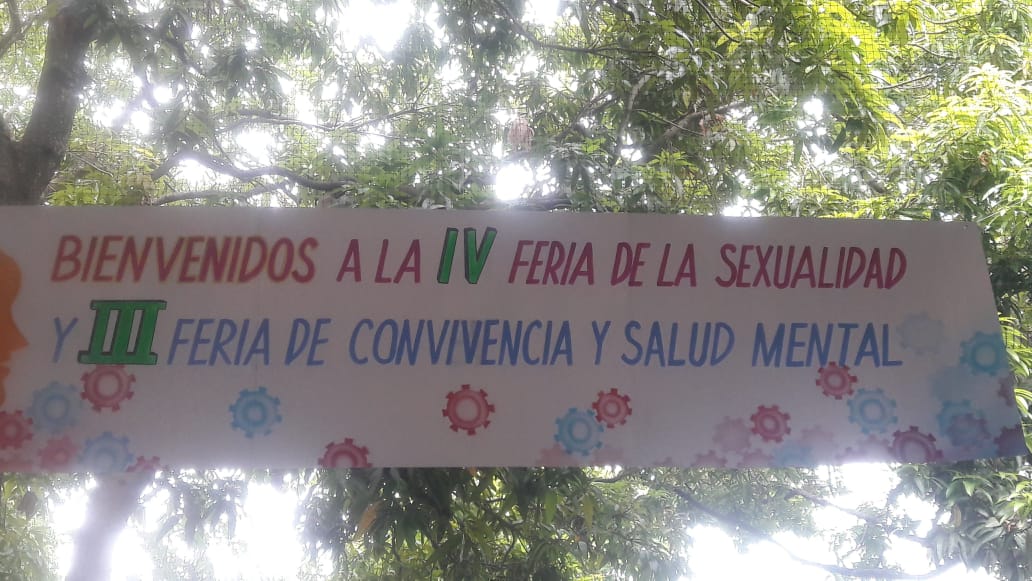 BIENVENIDOS A LA IV FERIA DE LA SEXUALIDAD
Y III FERIA DE CONVIVENCIA Y SALUD MENTAL